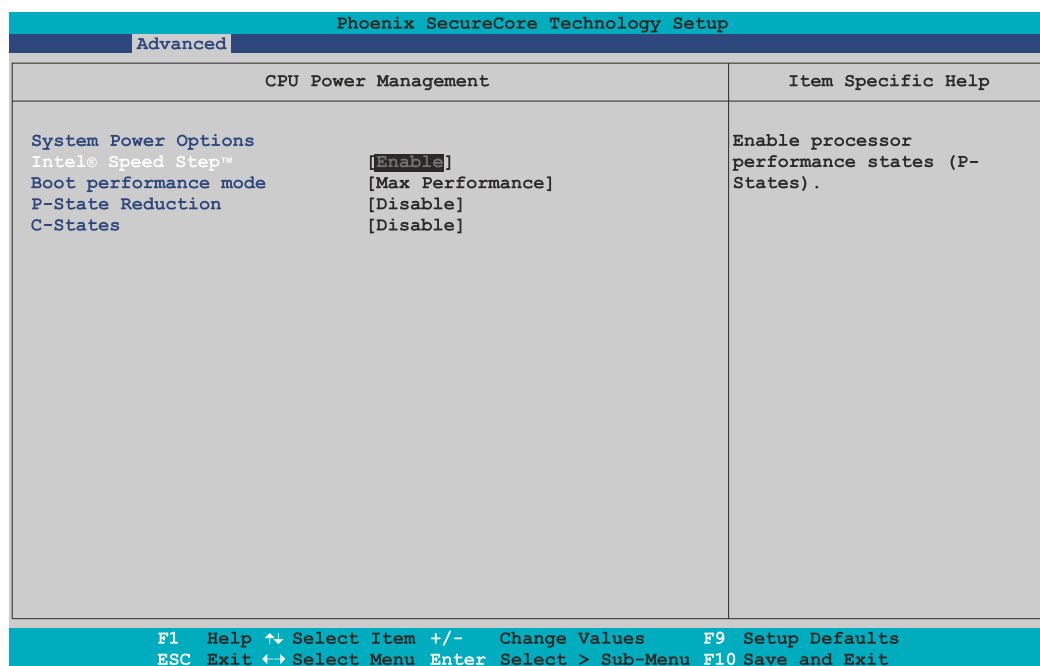 Phoenix SecureCore Technology Setup
Advanced
CPU Power Management
Item Specific Help
System Power Options
Intel® Speed Step™ [Enable]
Boot performance mode [Max Performance]
P-State Reduction [Disable]
C-States [Disable]
Enable processor
performance states (P-
States).
F1 Help ↑↓ Select Item +/- Change Values F9 Setup Defaults
ESC Exit ←→ Select Menu Enter Select > Sub-Menu F10 Save and Exit